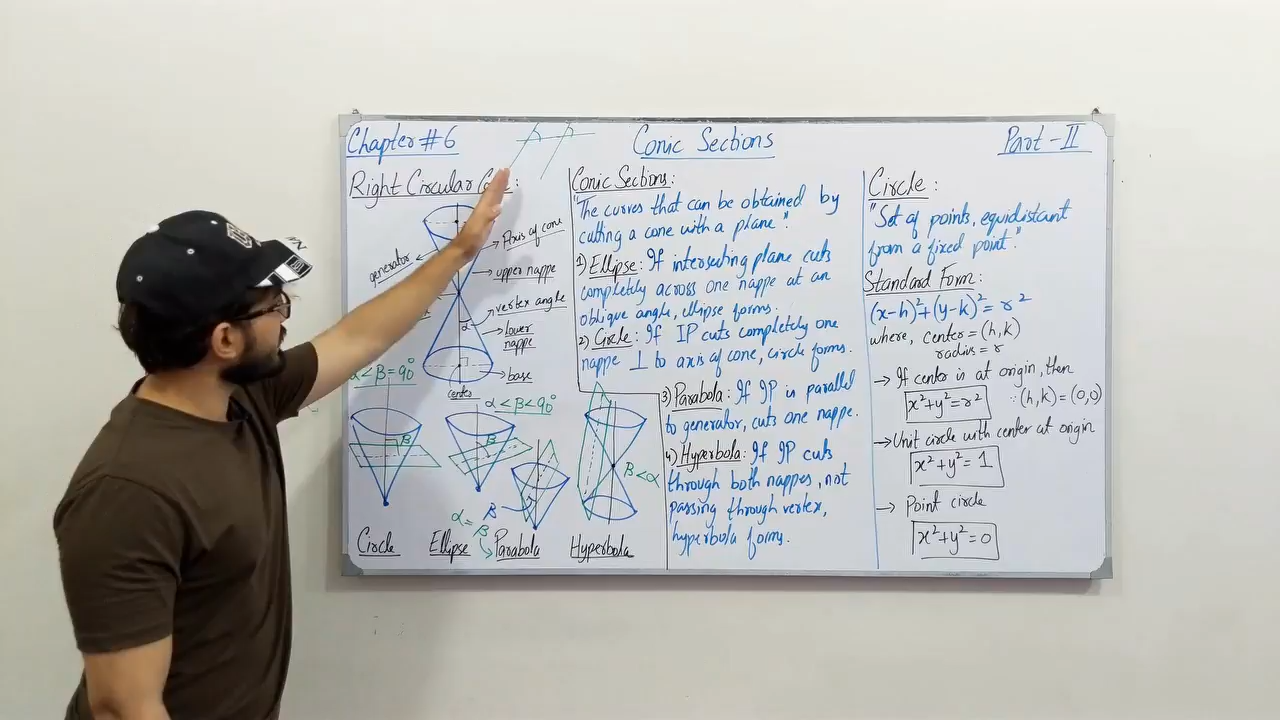 Chapter #6
Conic Sections
Part - II
Right Circular Cone:
Axis of cone
generator
upper nappe
vertex angle
α
lower
nappe
base
center
α < β = 90°
α < β < 90°
β
β
β
α = β
β < α
Circle
Ellipse
Parabola
Hyperbola
Conic Sections:
"The curves that can be obtained by
cutting a cone with a plane".
1) Ellipse: If intersecting plane cuts
completely across one nappe at an
oblique angle, ellipse forms.
2) Circle: If IP cuts completely one
nappe ⊥ to axis of cone, circle forms.
3) Parabola: If IP is parallel
to generator, cuts one nappe.
4) Hyperbola: If IP cuts
through both nappes, not
passing through vertex,
hyperbola forms.
Circle:
"Set of points, equidistant
from a fixed point."
Standard Form:
(x-h)²+(y-k)² = r²
where, center = (h,k)
radius = r
→ If center is at origin, then
x²+y²=r² ∵ (h,k) = (0,0)
→ Unit circle with center at origin
x²+y²=1
→ Point circle
x²+y²=0